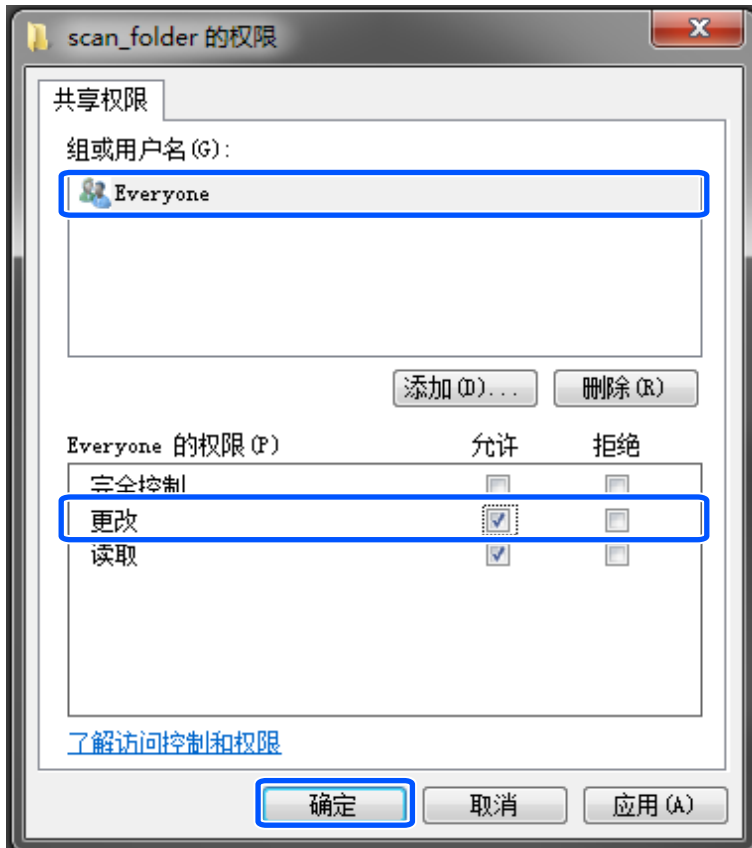 scan_folder 的权限
共享权限
组或用户名(G):
Everyone
添加(D)... 删除(R)
Everyone 的权限(P) 允许 拒绝
完全控制
更改
读取
了解访问控制和权限
确定 取消 应用(A)